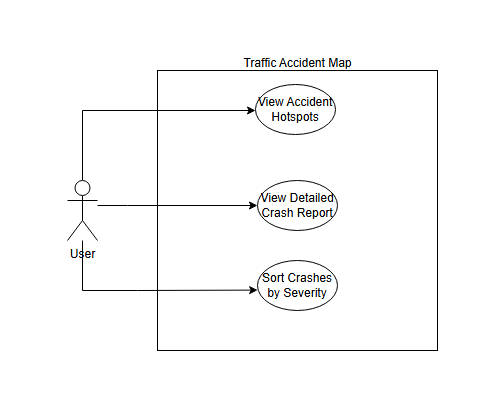 Traffic Accident Map
View Accident
Hotspots
View Detailed
Crash Report
User
Sort Crashes
by Severity